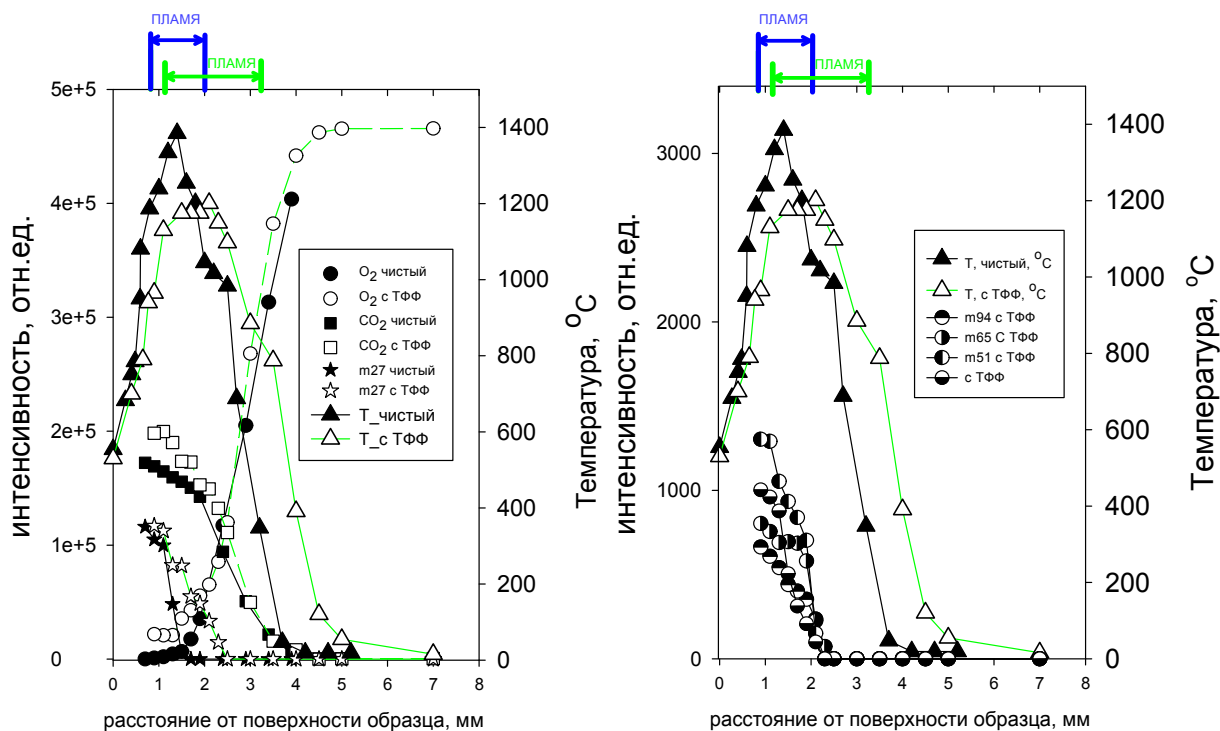 ПЛАМЯ
ПЛАМЯ
5e+5
4e+5
3e+5
2e+5
1e+5
0
интенсивность, отн.ед.
1400
1200
1000
800
600
400
200
0
Температура, °C
O2 чистый
O2 с ТФФ
CO2 чистый
CO2 с ТФФ
m27 чистый
m27 с ТФФ
T_чистый
T_с ТФФ
0 1 2 3 4 5 6 7 8
расстояние от поверхности образца, мм
ПЛАМЯ
ПЛАМЯ
3000
2000
1000
0
интенсивность, отн.ед.
1400
1200
1000
800
600
400
200
0
Температура, °C
T, чистый, °C
T, с ТФФ, °C
m94 с ТФФ
m65 С ТФФ
m51 с ТФФ
с ТФФ
0 1 2 3 4 5 6 7 8
расстояние от поверхности образца, мм